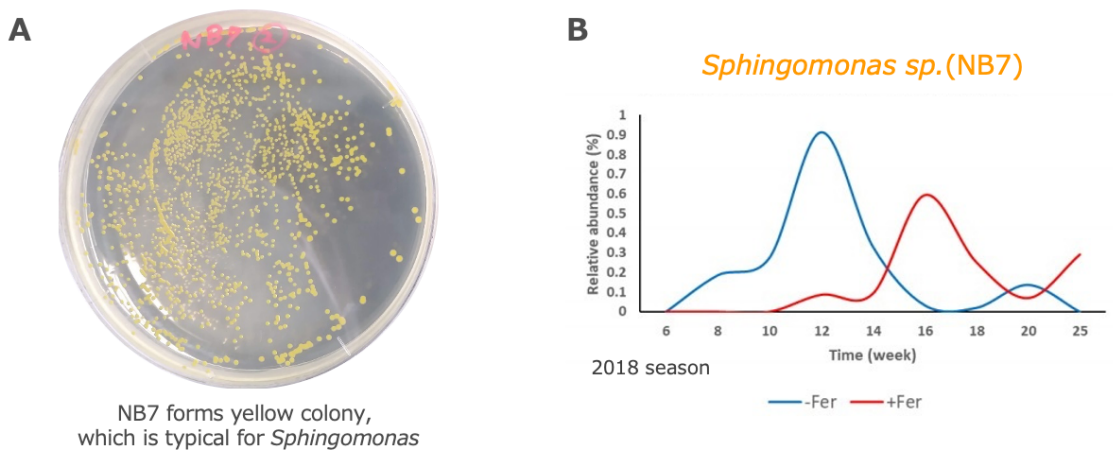 A
NB7 ②
NB7 forms yellow colony,
which is typical for Sphingomonas
B
Sphingomonas sp.(NB7)
Relative abundance (%)
1
0.9
0.8
0.7
0.6
0.5
0.4
0.3
0.2
0.1
0
6 8 10 12 14 16 18 20 25
Time (week)
2018 season
-Fer +Fer